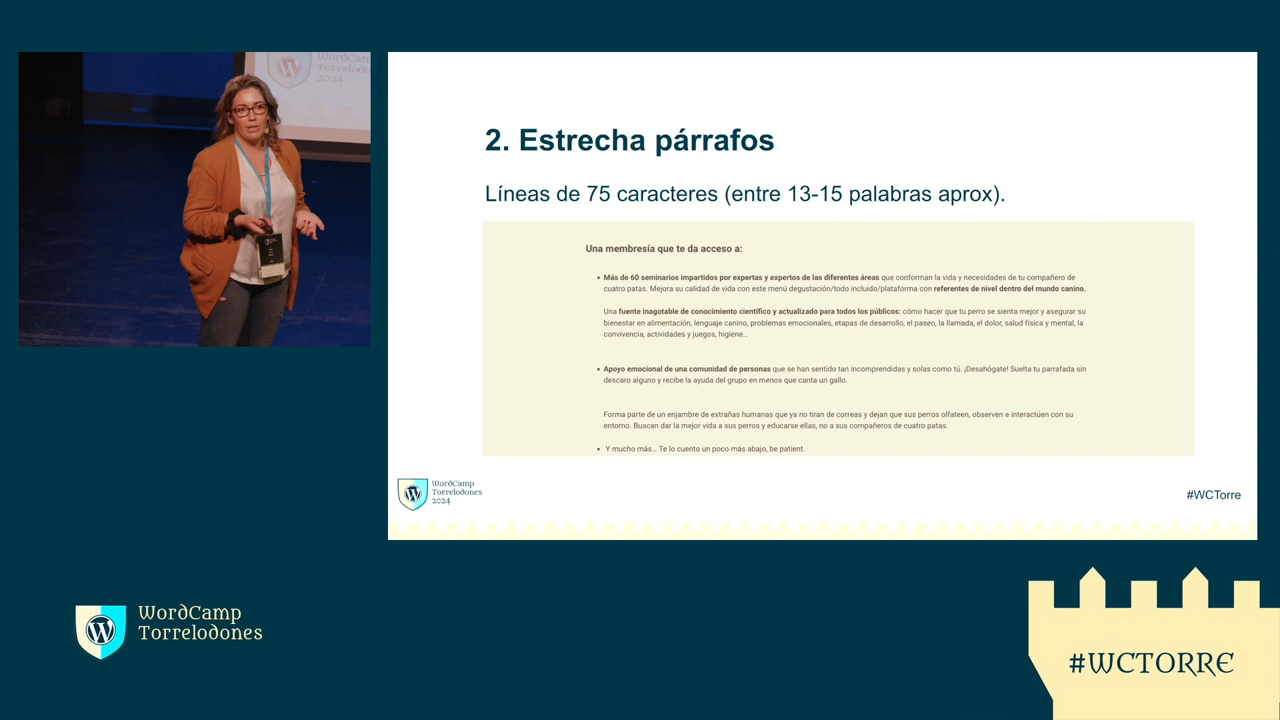 WordCam
Torrelod
2024
2. Estrecha párrafos
Líneas de 75 caracteres (entre 13-15 palabras aprox).
Una membresía que te da acceso a:
• Más de 60 seminarios impartidos por expertas y expertos de las diferentes áreas que conforman la vida y necesidades de tu compañero de
cuatro patas. Mejora su calidad de vida con este menú degustación/todo incluido/plataforma con referentes de nivel dentro del mundo canino.
Una fuente inagotable de conocimiento científico y actualizado para todos los públicos: cómo hacer que tu perro se sienta mejor y asegurar su
bienestar en alimentación, lenguaje canino, problemas emocionales, etapas de desarrollo, el paseo, la llamada, el dolor, salud física y mental, la
convivencia, actividades y juegos, higiene...
• Apoyo emocional de una comunidad de personas que se han sentido tan incomprendidas y solas como tú. ¡Desahógate! Suelta tu parrafada sin
descaro alguno y recibe la ayuda del grupo en menos que canta un gallo.
Forma parte de un enjambre de extrañas humanas que ya no tiran de correas y dejan que sus perros olfateen, observen e interactúen con su
entorno. Buscan dar la mejor vida a sus perros y educarse ellas, no a sus compañeros de cuatro patas.
• Y mucho más... Te lo cuento un poco más abajo, be patient.
WordCamp
Torrelodones
2024
#WCTorre
WordCamp
Torrelodones
#WCTORRE